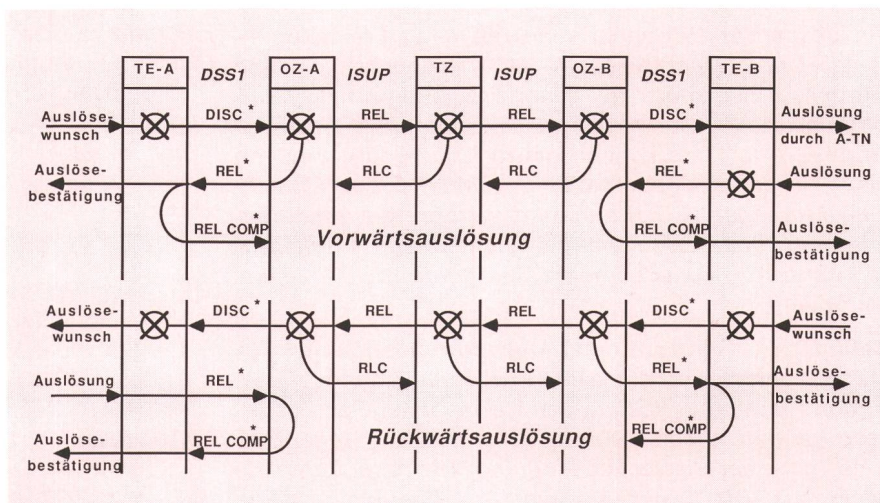 TE-A DSS1 OZ-A ISUP TZ ISUP OZ-B DSS1 TE-B
Auslöse-
wunsch
DISC* REL REL DISC*
Auslösung
durch A-TN
Auslöse-
bestätigung
REL* RLC RLC REL*
Auslösung
REL COMP*
Vorwärtsauslösung
REL COMP*
Auslöse-
bestätigung
Auslöse-
wunsch
DISC* REL REL DISC*
Auslöse-
wunsch
Auslösung
REL* RLC RLC REL*
Auslöse-
bestätigung
Auslöse-
bestätigung
REL COMP*
Rückwärtsauslösung
REL COMP*